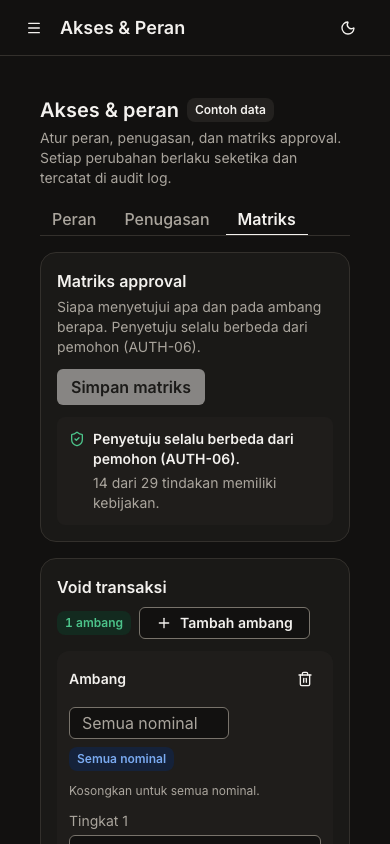 Akses & Peran
Akses & peran
Contoh data
Atur peran, penugasan, dan matriks approval.
Setiap perubahan berlaku seketika dan
tercatat di audit log.
Peran
Penugasan
Matriks
Matriks approval
Siapa menyetujui apa dan pada ambang
berapa. Penyetuju selalu berbeda dari
pemohon (AUTH-06).
Simpan matriks
Penyetuju selalu berbeda dari
pemohon (AUTH-06).
14 dari 29 tindakan memiliki
kebijakan.
Void transaksi
1 ambang
Tambah ambang
Ambang
Semua nominal
Semua nominal
Kosongkan untuk semua nominal.
Tingkat 1